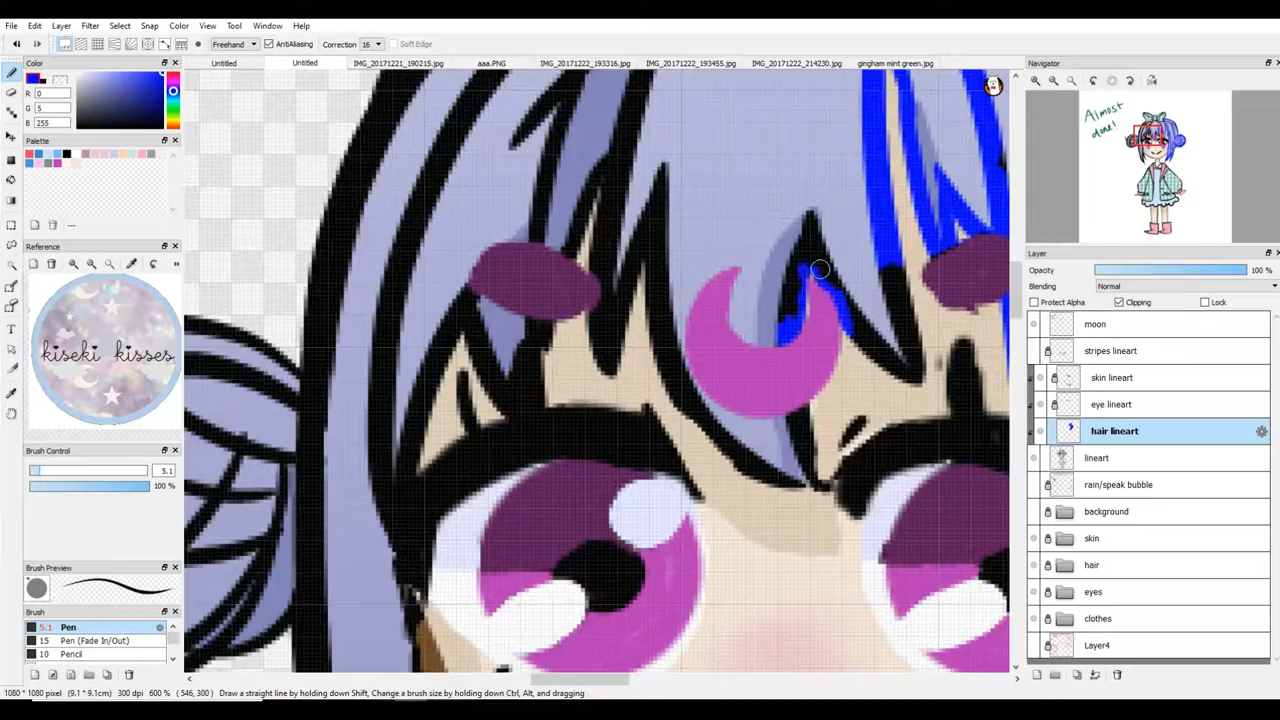 File Edit Layer Filter Select Snap Color View Tool Window Help
OFF Freehand AntiAliasing Correction 16 Soft Edge
Untitled Untitled IMG_20171221_190215.jpg aaa.PNG IMG_20171222_193316.jpg IMG_20171222_193455.jpg IMG_20171222_214230.jpg gingham mint green.jpg
Color
R 0
G 5
B 255
Palette
---
Reference
kiseki kisses
Brush Control
5.1
100 %
Brush Preview
Brush
5.1 Pen
15 Pen (Fade In/Out)
10 Pencil
Navigator
Almost
done!
Layer
Opacity 100 %
Blending Normal
Protect Alpha Clipping Lock
moon
stripes lineart
skin lineart
eye lineart
hair lineart
lineart
rain/speak bubble
background
skin
hair
eyes
clothes
Layer4
1080 * 1080 pixel (9.1 * 9.1cm) 300 dpi 600 % ( 546, 300 ) Draw a straight line by holding down Shift, Change a brush size by holding down Ctrl, Alt, and dragging